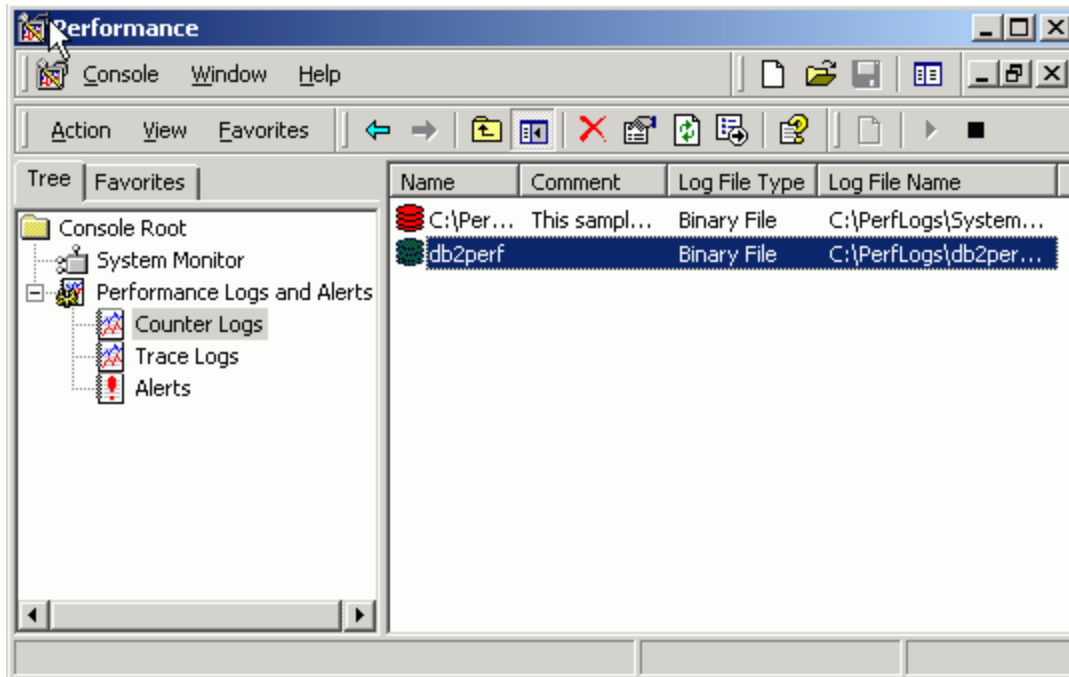 Performance
Console Window Help
Action View Favorites
Tree Favorites
Name Comment Log File Type Log File Name
Console Root
System Monitor
Performance Logs and Alerts
Counter Logs
Trace Logs
Alerts
C:\Per... This sampl... Binary File C:\PerfLogs\System...
db2perf Binary File C:\PerfLogs\db2per...